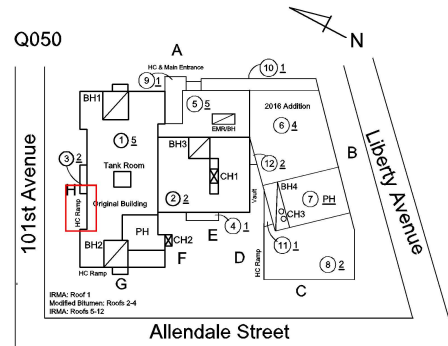 Q050
A
HC & Main Entrance
N
9 1
10 1
BH1
5 5
EMR/BH
2016 Addition
6 4
101st Avenue
Liberty Avenue
1 5
BH3
B
3 2
Tank Room
12 2
H
CH1
BH4
7 PH
HC Ramp
Original Building
2 2
Vault
CH3
4 1
PH
E
11 1
BH2
CH2
D
HC Ramp
8 2
HC Ramp
F
G
C
IRMA: Roof 1
Modified Bitumen: Roofs 2-4
IRMA: Roofs 5-12
Allendale Street